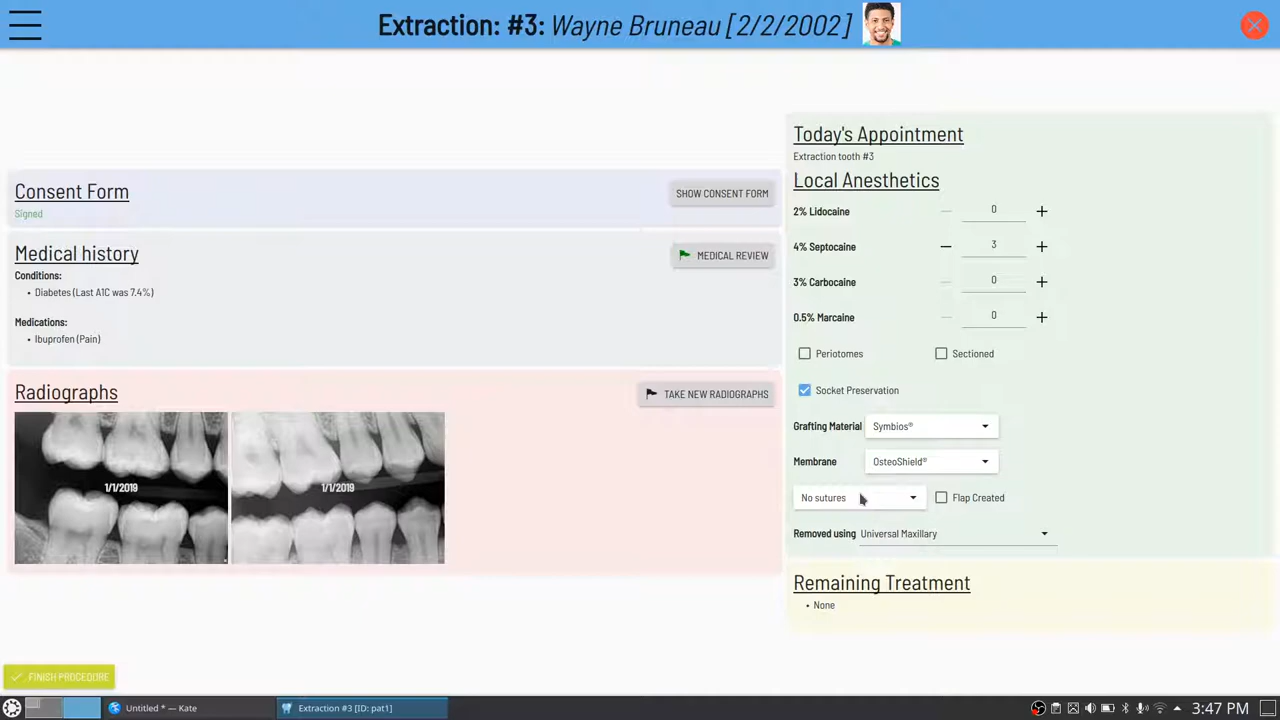 Extraction: #3: Wayne Bruneau [2/2/2002]
Consent Form
SHOW CONSENT FORM
Signed
Medical history
MEDICAL REVIEW
Conditions:
• Diabetes (Last A1C was 7.4%)
Medications:
• Ibuprofen (Pain)
Radiographs
TAKE NEW RADIOGRAPHS
1/1/2019
1/1/2019
Today's Appointment
Extraction tooth #3
Local Anesthetics
2% Lidocaine 0
4% Septocaine 3
3% Carbocaine 0
0.5% Marcaine 0
Periotomes Sectioned
Socket Preservation
Grafting Material Symbios®
Membrane OsteoShield®
No sutures Flap Created
Removed using Universal Maxillary
Remaining Treatment
• None
FINISH PROCEDURE
Untitled * — Kate
Extraction #3 [ID: pat1]
3:47 PM